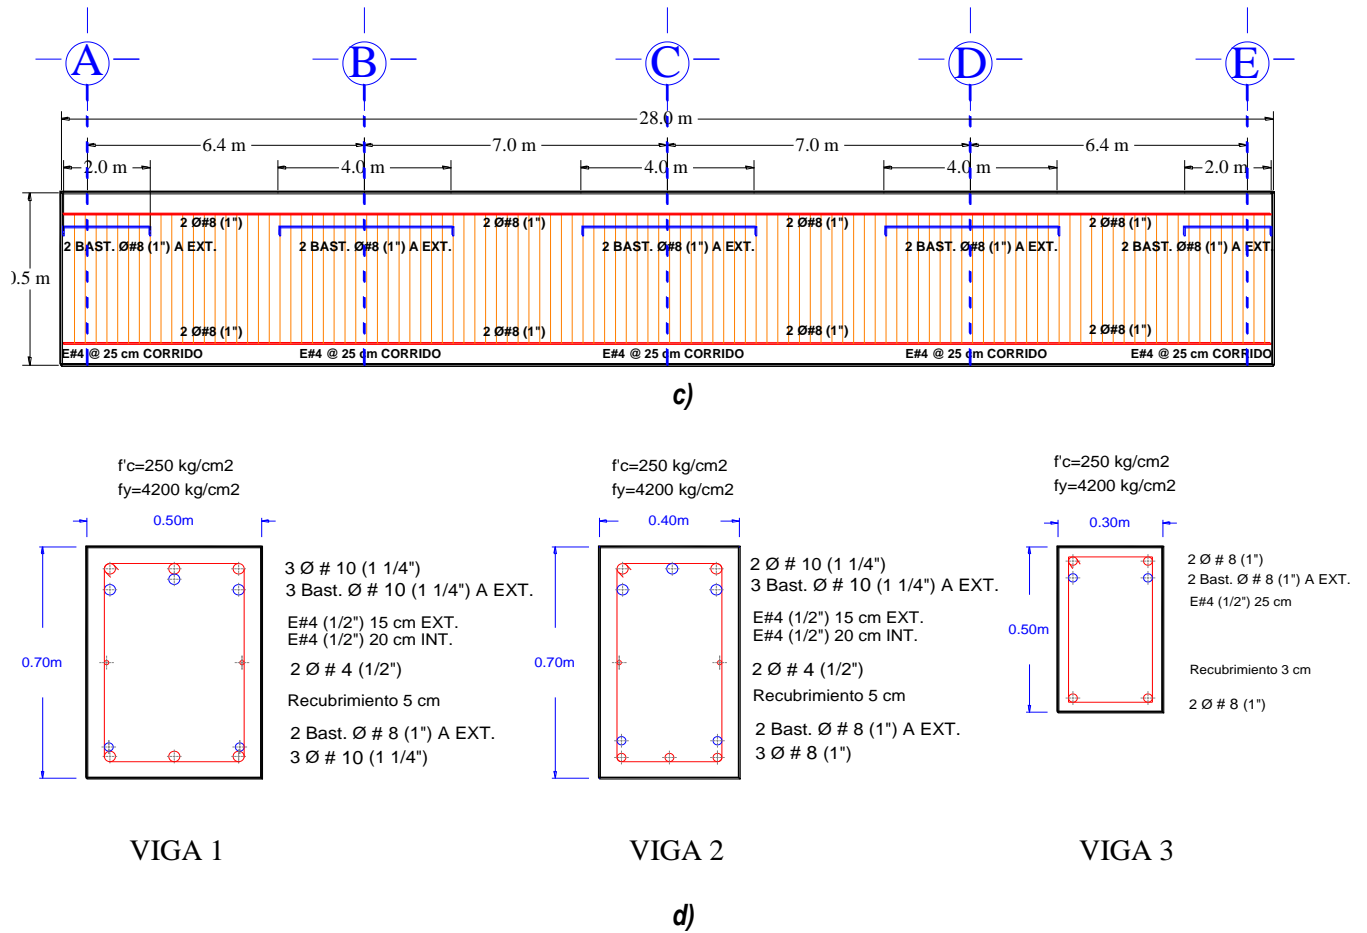 A B C D E
28.0 m
6.4 m 7.0 m 7.0 m 6.4 m
2.0 m 4.0 m 4.0 m 4.0 m 2.0 m
2 Ø#8 (1") 2 Ø#8 (1") 2 Ø#8 (1") 2 Ø#8 (1")
2 BAST. Ø#8 (1") A EXT. 2 BAST. Ø#8 (1") A EXT. 2 BAST. Ø#8 (1") A EXT. 2 BAST. Ø#8 (1") A EXT. 2 BAST. Ø#8 (1") A EXT.
0.5 m
2 Ø#8 (1") 2 Ø#8 (1") 2 Ø#8 (1") 2 Ø#8 (1")
E#4 @ 25 cm CORRIDO E#4 @ 25 cm CORRIDO E#4 @ 25 cm CORRIDO E#4 @ 25 cm CORRIDO E#4 @ 25 cm CORRIDO
c)
f'c=250 kg/cm2
fy=4200 kg/cm2
0.50m
0.70m
3 Ø # 10 (1 1/4")
3 Bast. Ø # 10 (1 1/4") A EXT.
E#4 (1/2") 15 cm EXT.
E#4 (1/2") 20 cm INT.
2 Ø # 4 (1/2")
Recubrimiento 5 cm
2 Bast. Ø # 8 (1") A EXT.
3 Ø # 10 (1 1/4")
VIGA 1
f'c=250 kg/cm2
fy=4200 kg/cm2
0.40m
0.70m
2 Ø # 10 (1 1/4")
3 Bast. Ø # 10 (1 1/4") A EXT.
E#4 (1/2") 15 cm EXT.
E#4 (1/2") 20 cm INT.
2 Ø # 4 (1/2")
Recubrimiento 5 cm
2 Bast. Ø # 8 (1") A EXT.
3 Ø # 8 (1")
VIGA 2
f'c=250 kg/cm2
fy=4200 kg/cm2
0.30m
0.50m
2 Ø # 8 (1")
2 Bast. Ø # 8 (1") A EXT.
E#4 (1/2") 25 cm
Recubrimiento 3 cm
2 Ø # 8 (1")
VIGA 3
d)